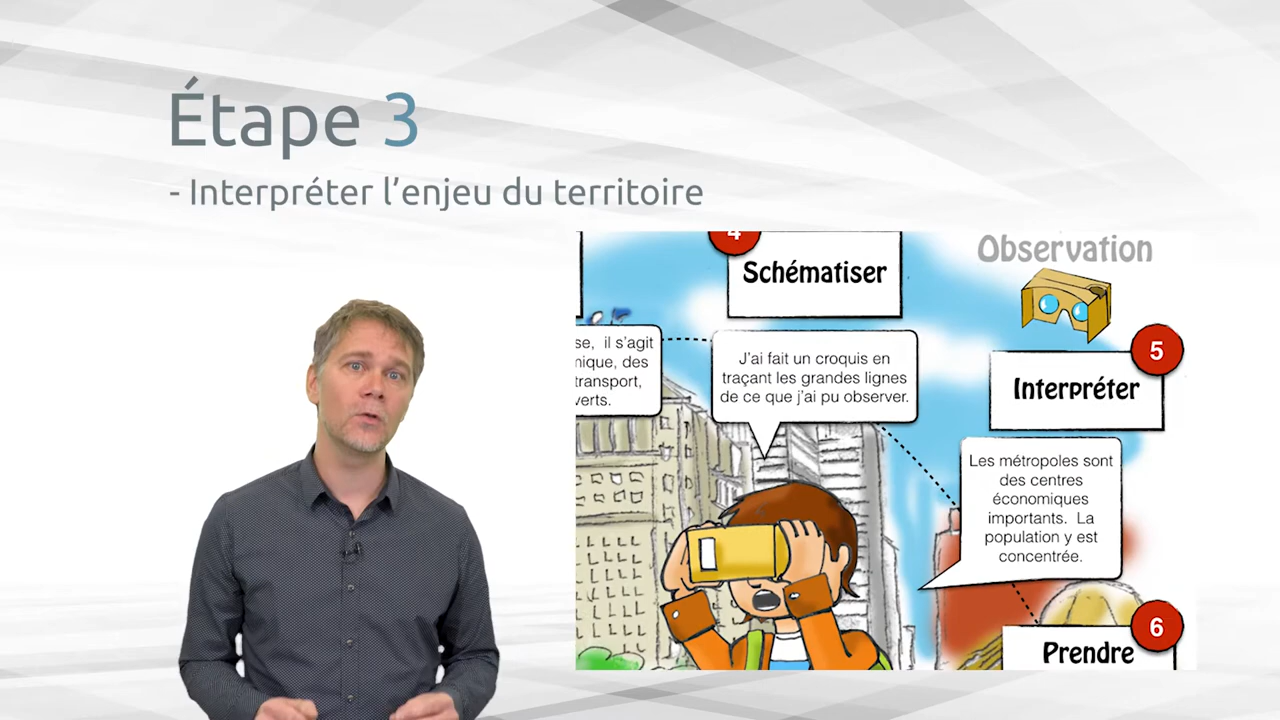 Étape 3
- Interpréter l'enjeu du territoire
4
Schématiser
Observation
5
Interpréter
se, il s'agit
nique, des
transport,
verts.
J'ai fait un croquis en
traçant les grandes lignes
de ce que j'ai pu observer.
Les métropoles sont
des centres
économiques
importants. La
population y est
concentrée.
6
Prendre